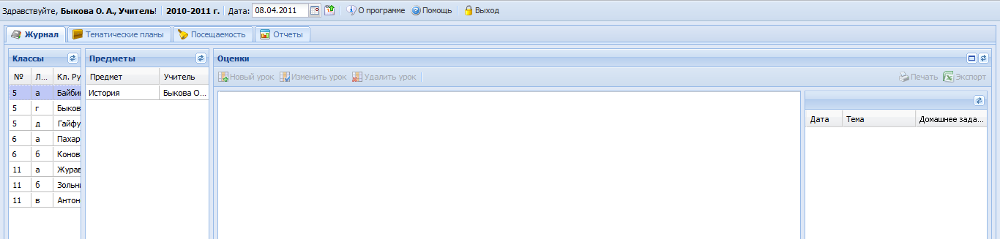 Здравствуйте, Быкова О. А., Учитель! 2010-2011 г. Дата: 08.04.2011 О программе Помощь Выход
Журнал Тематические планы Посещаемость Отчеты
Классы Предметы Оценки
№ Л... Кл. Ру Предмет Учитель Новый урок Изменить урок Удалить урок Печать Экспорт
5 а Байби История Быкова О...
5 г Быков
5 д Гайфу
6 а Пахар
6 б Конов
11 а Журав
11 б Зольни
11 в Антон
Дата Тема Домашнее зада...